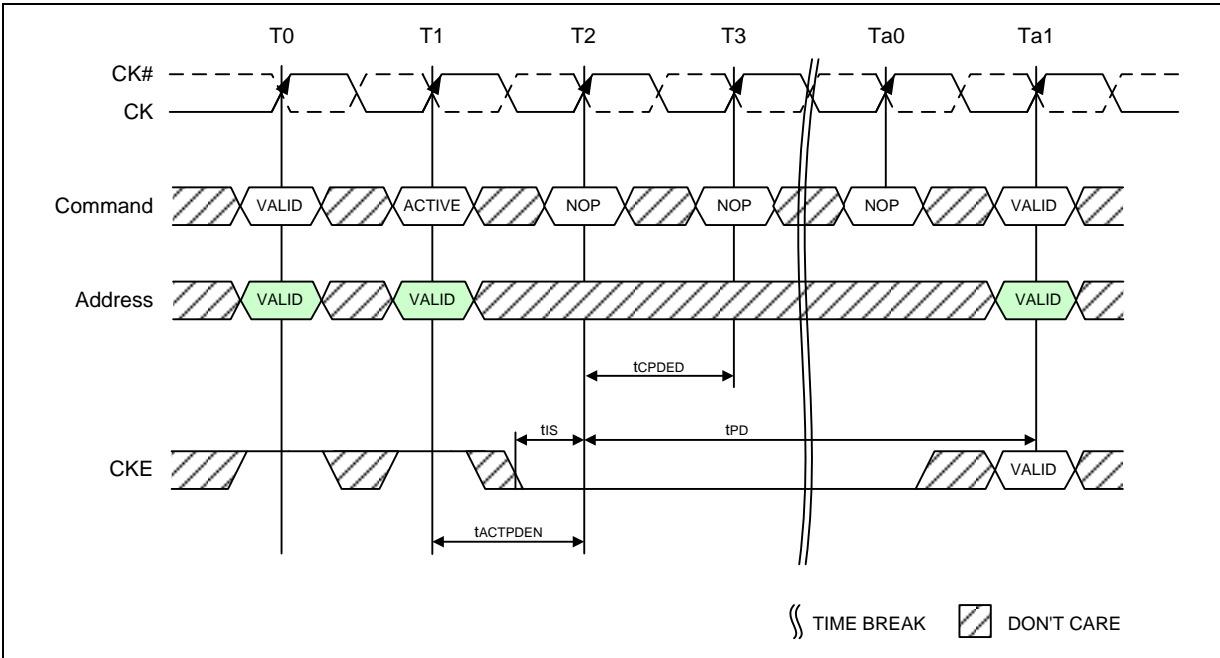 T0 T1 T2 T3 Ta0 Ta1
CK#
CK
Command VALID ACTIVE NOP NOP NOP VALID
Address VALID VALID VALID
tCPDED
tIS tPD
CKE VALID
tACTPDEN
TIME BREAK DON'T CARE